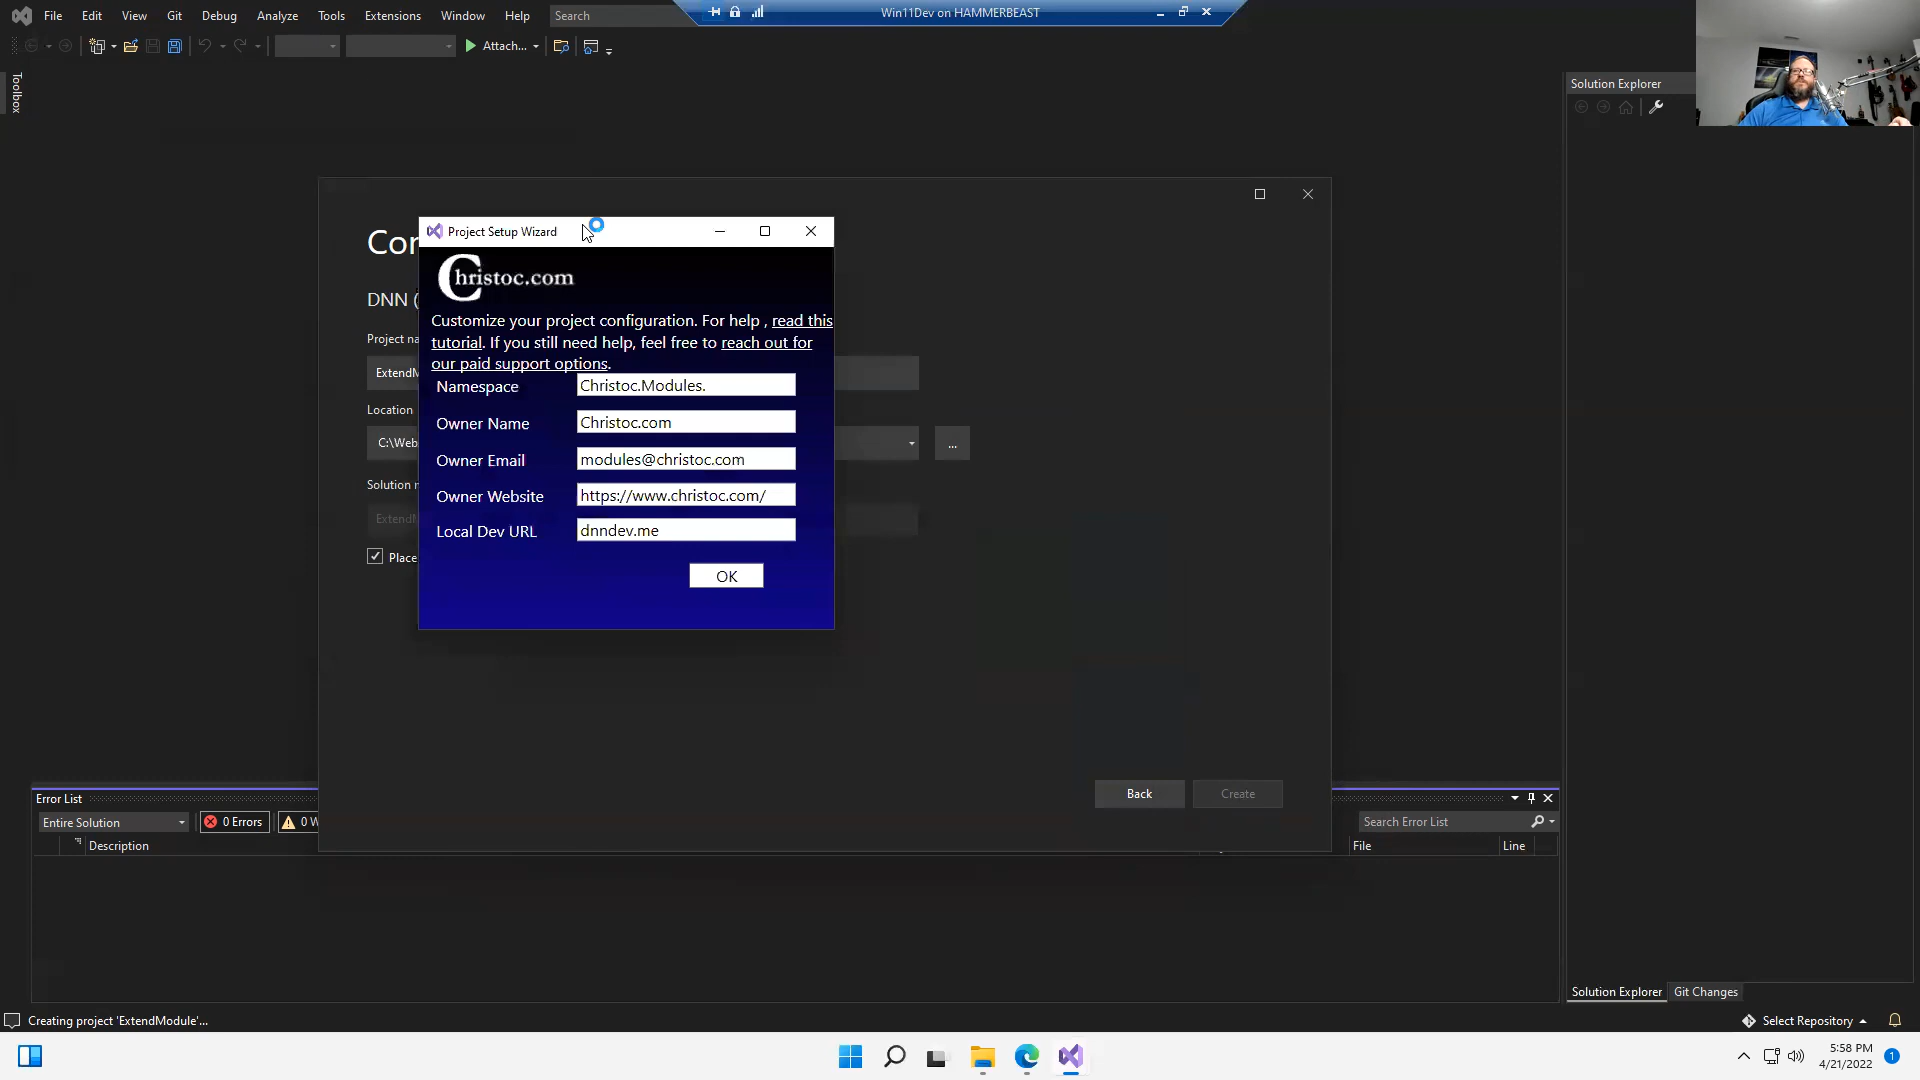 File Edit View Git Debug Analyze Tools Extensions Window Help Search
Win11Dev on HAMMERBEAST
Attach...
Toolbox
Solution Explorer
Con
DNN (
Project na
ExtendM
Location
C:\Web
...
Solution n
ExtendM
Place
Project Setup Wizard
Christoc.com
Customize your project configuration. For help , read this
tutorial. If you still need help, feel free to reach out for
our paid support options.
Namespace Christoc.Modules.
Owner Name Christoc.com
Owner Email modules@christoc.com
Owner Website https://www.christoc.com/
Local Dev URL dnndev.me
OK
Back Create
Error List
Entire Solution 0 Errors 0 W
Search Error List
Description File Line
Solution Explorer Git Changes
Creating project 'ExtendModule'...
Select Repository
5:58 PM
4/21/2022
1